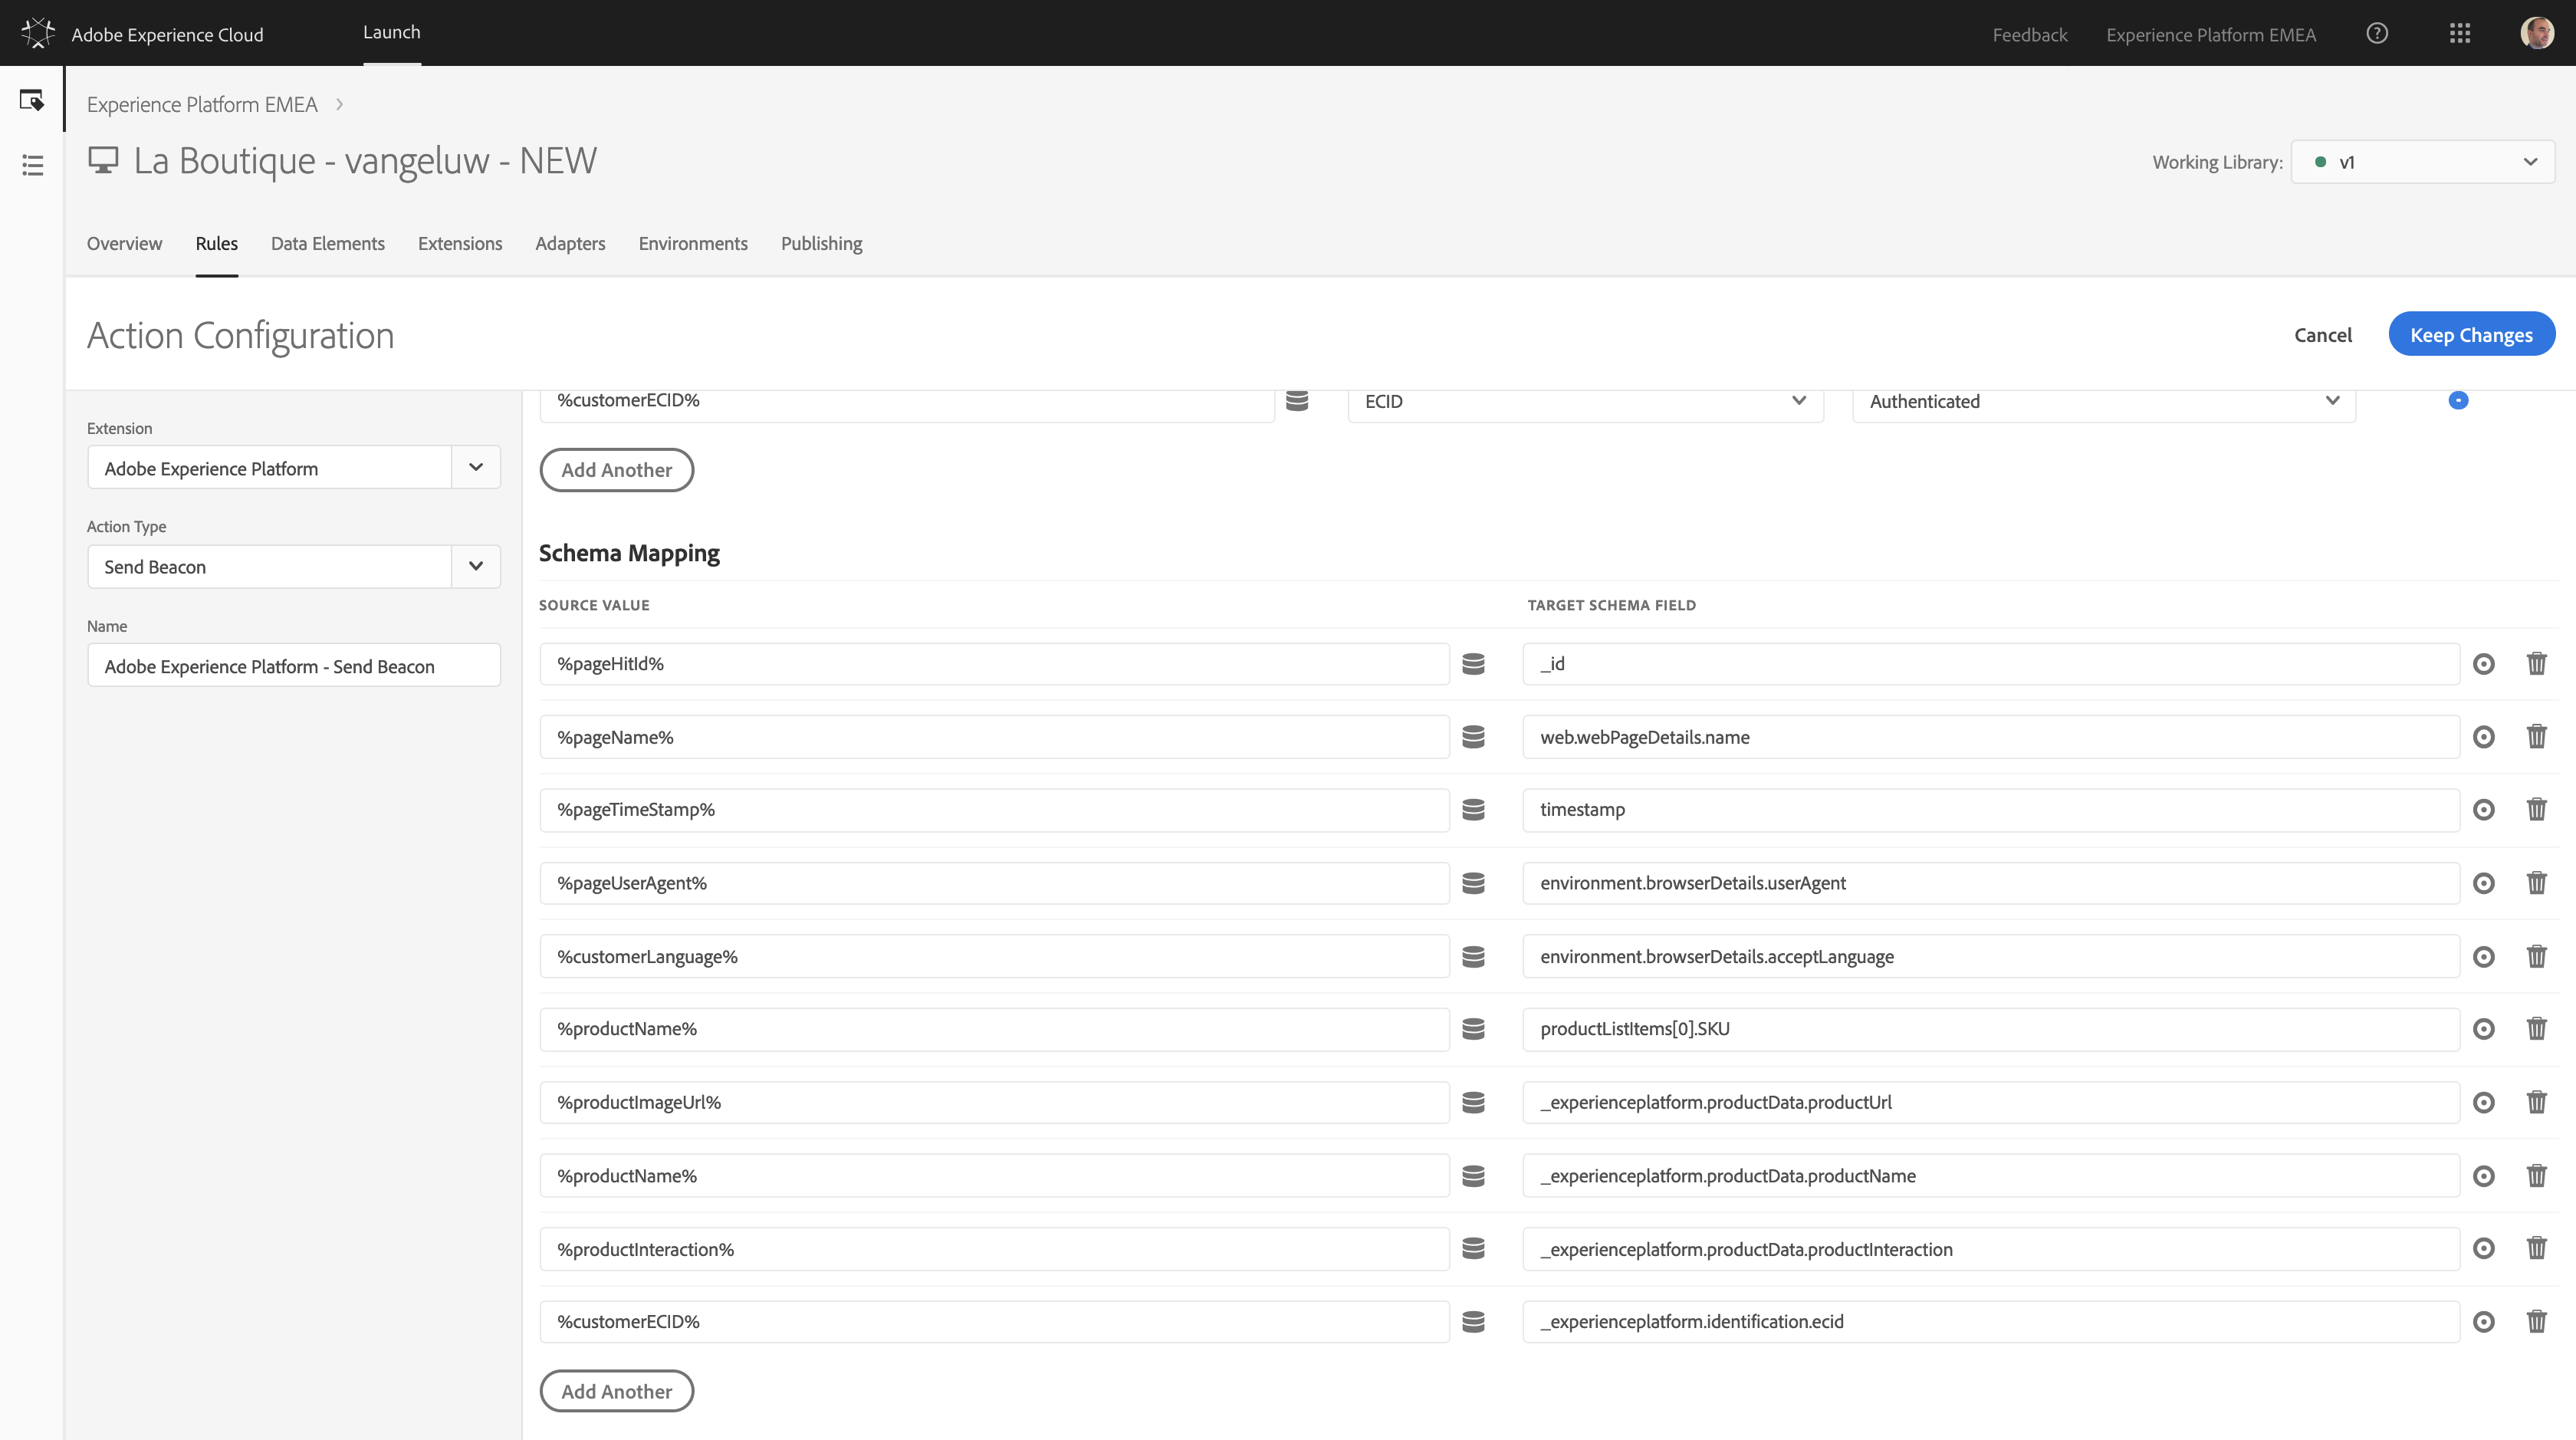 Adobe Experience Cloud
Launch
Feedback
Experience Platform EMEA
Experience Platform EMEA
La Boutique - vangeluw - NEW
Working Library:
v1
Overview
Rules
Data Elements
Extensions
Adapters
Environments
Publishing
Action Configuration
Cancel
Keep Changes
Extension
Adobe Experience Platform
Action Type
Send Beacon
Name
Adobe Experience Platform - Send Beacon
%customerECID%
ECID
Authenticated
Add Another
Schema Mapping
SOURCE VALUE
TARGET SCHEMA FIELD
%pageHitId%
_id
%pageName%
web.webPageDetails.name
%pageTimeStamp%
timestamp
%pageUserAgent%
environment.browserDetails.userAgent
%customerLanguage%
environment.browserDetails.acceptLanguage
%productName%
productListItems[0].SKU
%productImageUrl%
_experienceplatform.productData.productUrl
%productName%
_experienceplatform.productData.productName
%productInteraction%
_experienceplatform.productData.productInteraction
%customerECID%
_experienceplatform.identification.ecid
Add Another